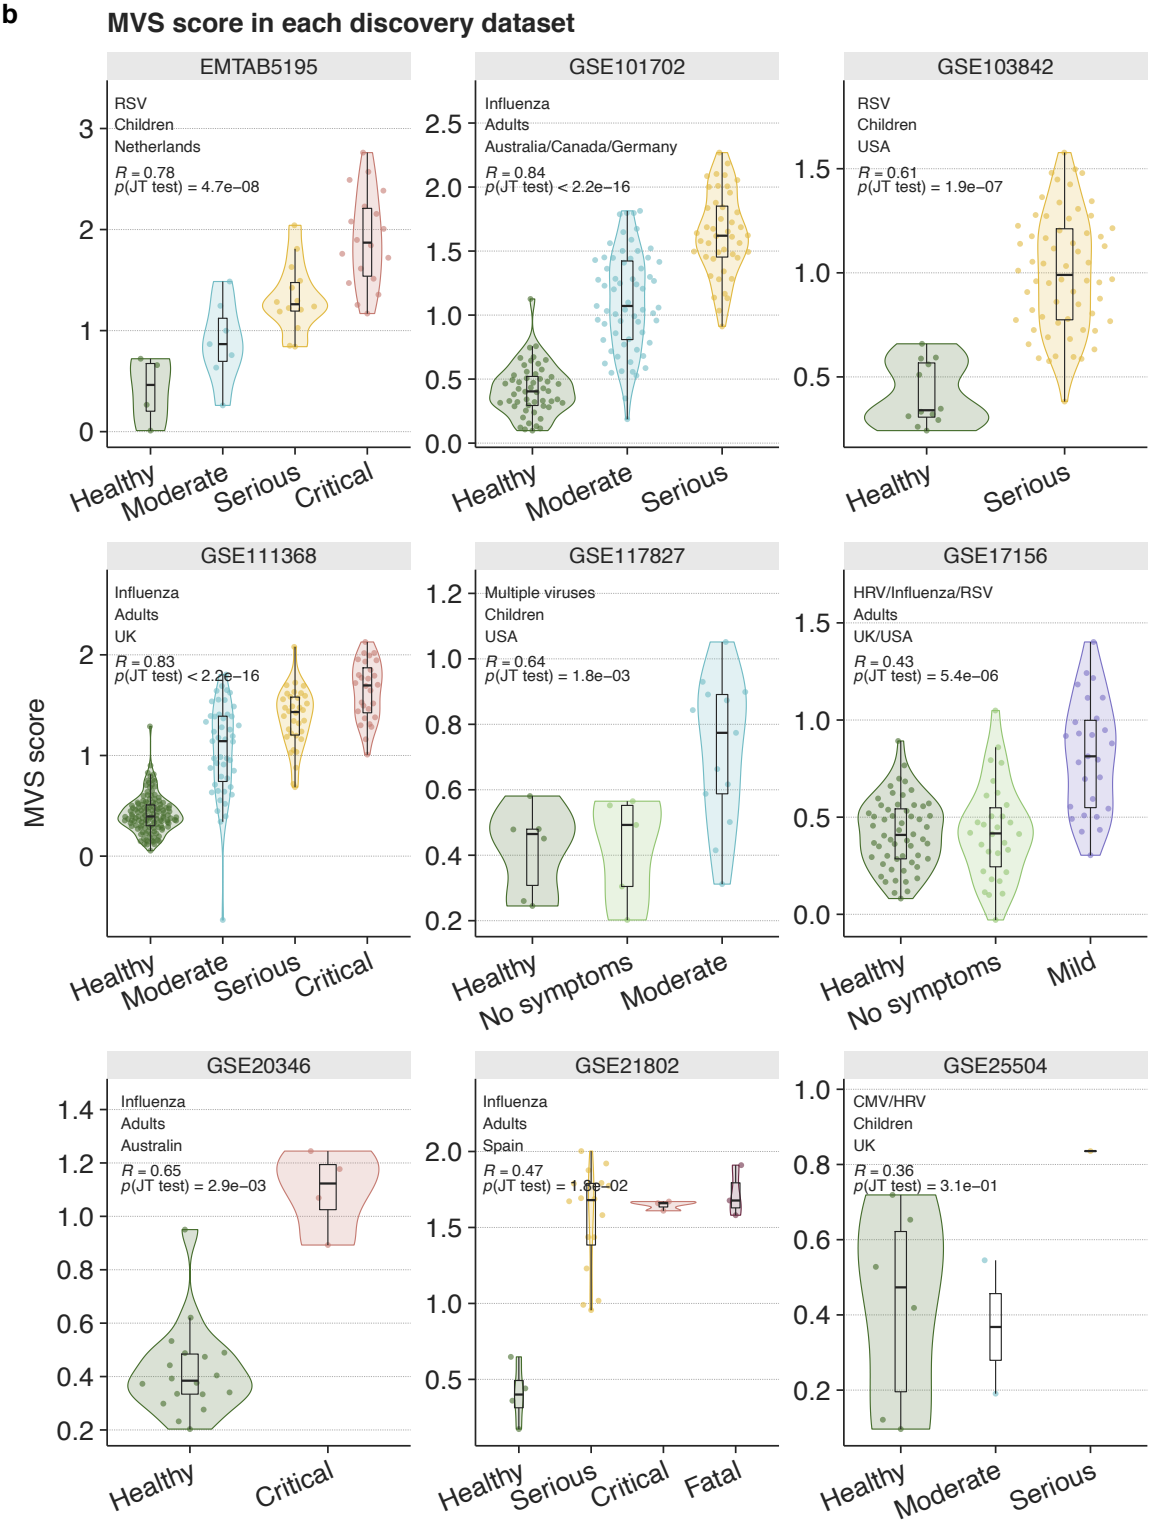 b
MVS score in each discovery dataset
EMTAB5195
RSV
Children
Netherlands
R = 0.78
p(JT test) = 4.7e−08
3
2
1
0
Healthy
Moderate
Serious
Critical
GSE101702
Influenza
Adults
Australia/Canada/Germany
R = 0.84
p(JT test) < 2.2e−16
2.5
2.0
1.5
1.0
0.5
0.0
Healthy
Moderate
Serious
GSE103842
RSV
Children
USA
R = 0.61
p(JT test) = 1.9e−07
1.5
1.0
0.5
Healthy
Serious
MVS score
GSE111368
Influenza
Adults
UK
R = 0.83
p(JT test) < 2.2e−16
2
1
0
Healthy
Moderate
Serious
Critical
GSE117827
Multiple viruses
Children
USA
R = 0.64
p(JT test) = 1.8e−03
1.2
1.0
0.8
0.6
0.4
0.2
Healthy
No symptoms
Moderate
GSE17156
HRV/Influenza/RSV
Adults
UK/USA
R = 0.43
p(JT test) = 5.4e−06
1.5
1.0
0.5
0.0
Healthy
No symptoms
Mild
GSE20346
Influenza
Adults
Australin
R = 0.65
p(JT test) = 2.9e−03
1.4
1.2
1.0
0.8
0.6
0.4
0.2
Healthy
Critical
GSE21802
Influenza
Adults
Spain
R = 0.47
p(JT test) = 1.8e−02
2.0
1.5
1.0
0.5
Healthy
Serious
Critical
Fatal
GSE25504
CMV/HRV
Children
UK
R = 0.36
p(JT test) = 3.1e−01
1.0
0.8
0.6
0.4
0.2
Healthy
Moderate
Serious